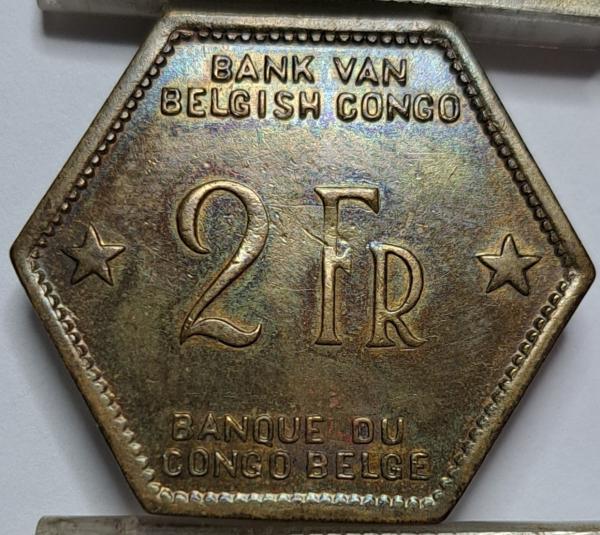 BANK VAN
BELGISH CONGO
2 FR
BANQUE DU
CONGO BELGE